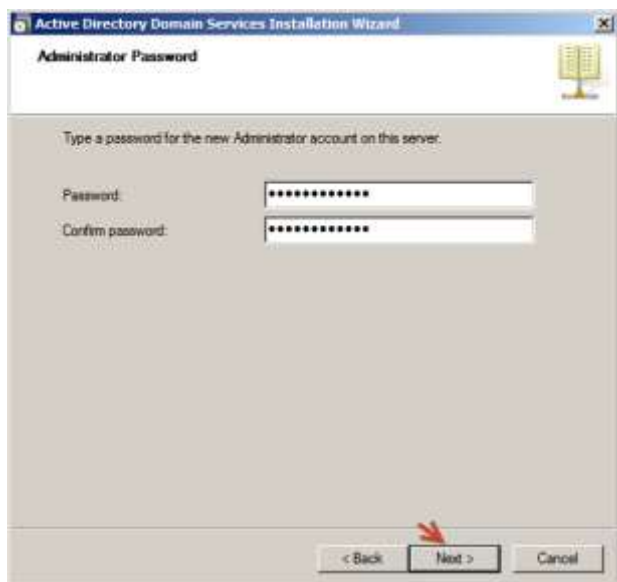 Active Directory Domain Services Installation Wizard
Administrator Password
Type a password for the new Administrator account on this server.
Password: ●●●●●●●●●●●●
Confirm password: ●●●●●●●●●●●●
< Back Next > Cancel